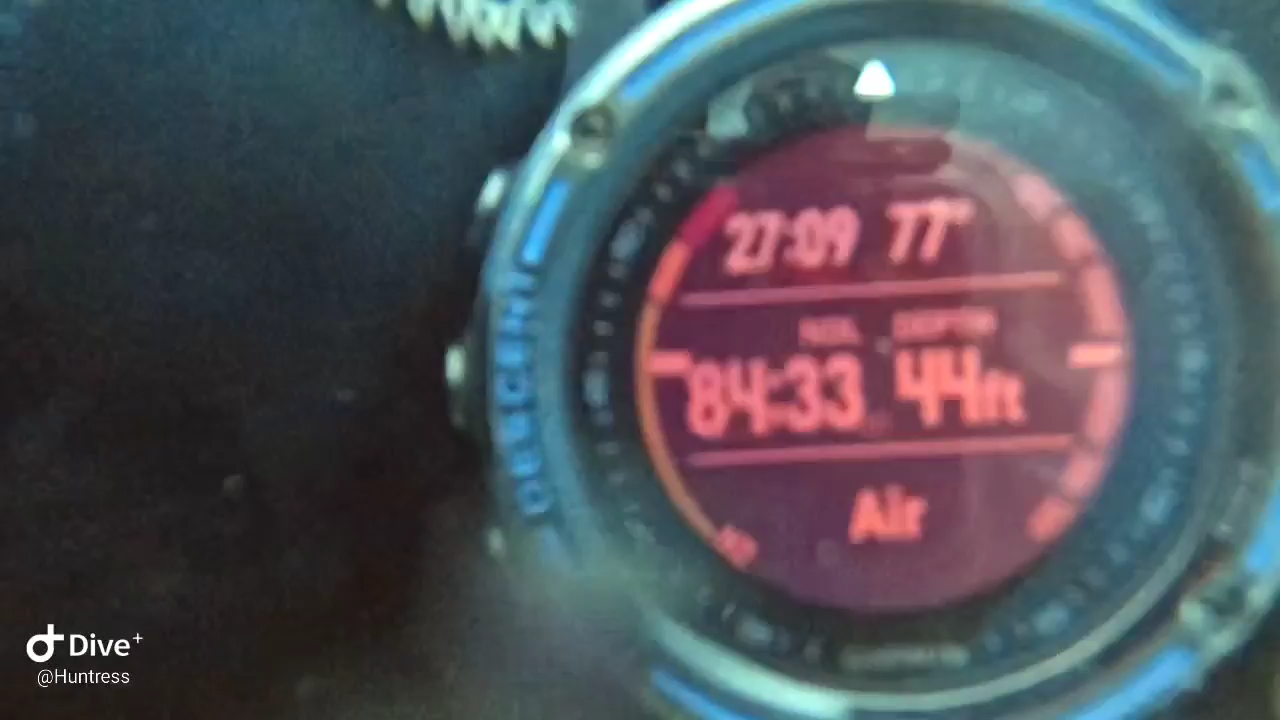 27:09 77°
NDL DEPTH
84:33 44ft
Air
DESCENT
Dive+
@Huntress